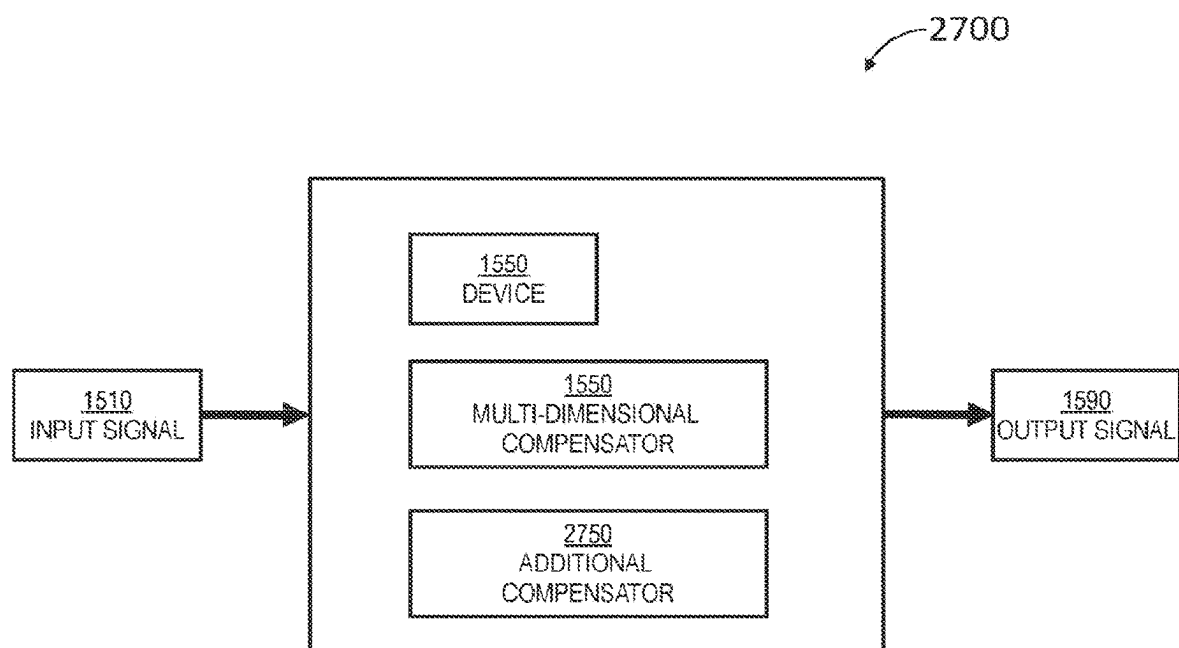 2700
1550
DEVICE
1510
INPUT SIGNAL
1550
MULTI-DIMENSIONAL
COMPENSATOR
1590
OUTPUT SIGNAL
2750
ADDITIONAL
COMPENSATOR